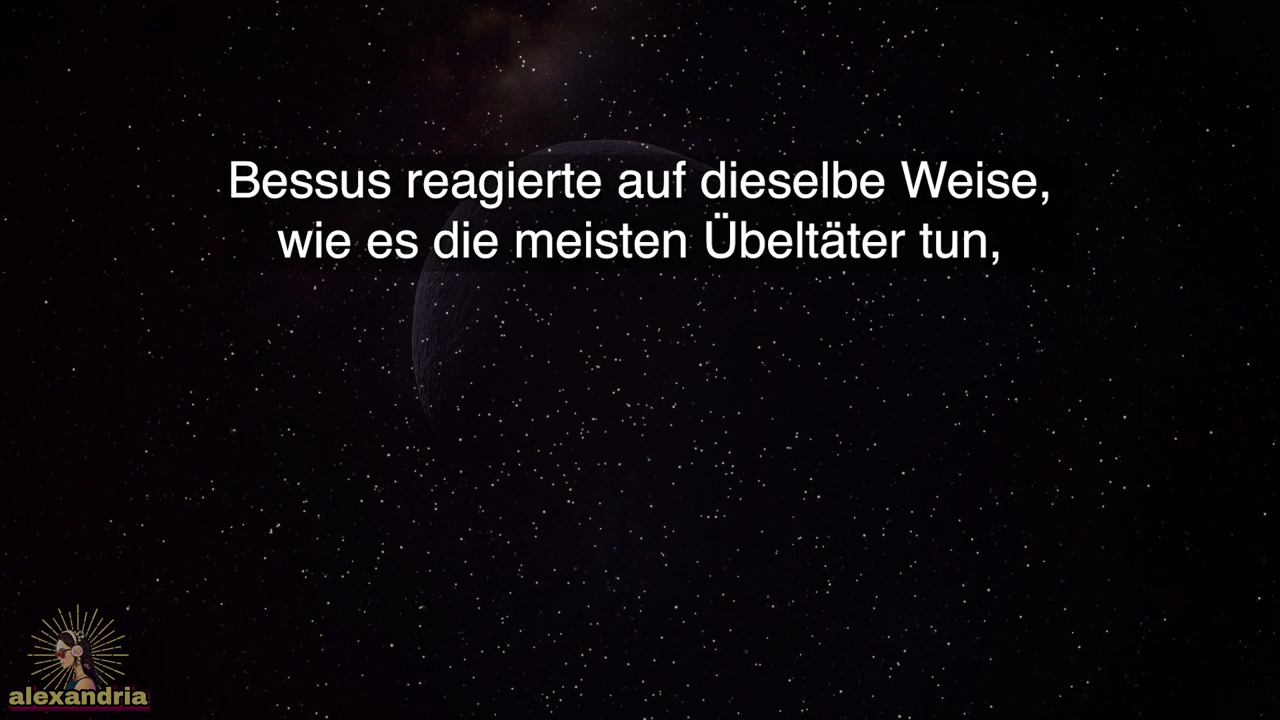 Bessus reagierte auf dieselbe Weise,
wie es die meisten Übeltäter tun,
alexandria